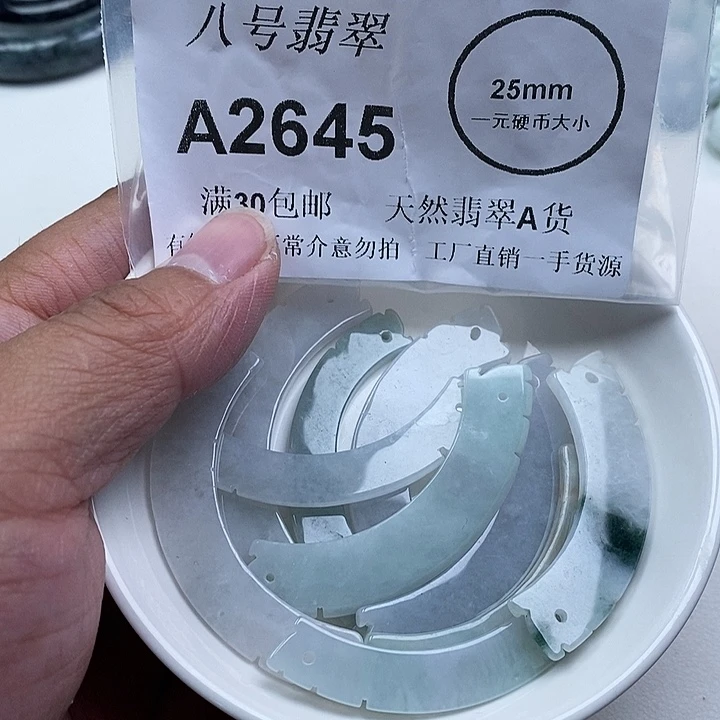 八号翡翠
25mm
一元硬币大小
A2645
满30包邮 天然翡翠A货
常介意勿拍 工厂直销一手货源